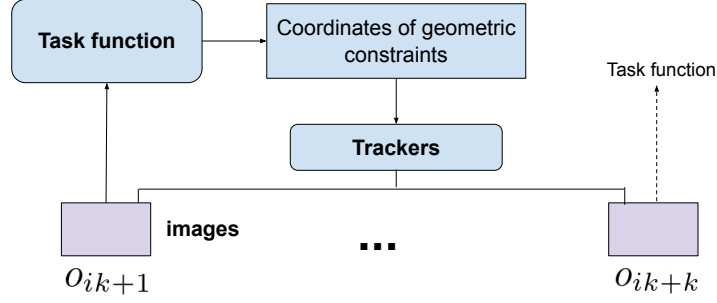 Task function
Coordinates of geometric
constraints
Task function
Trackers
images
...
o_{ik+1}
o_{ik+k}